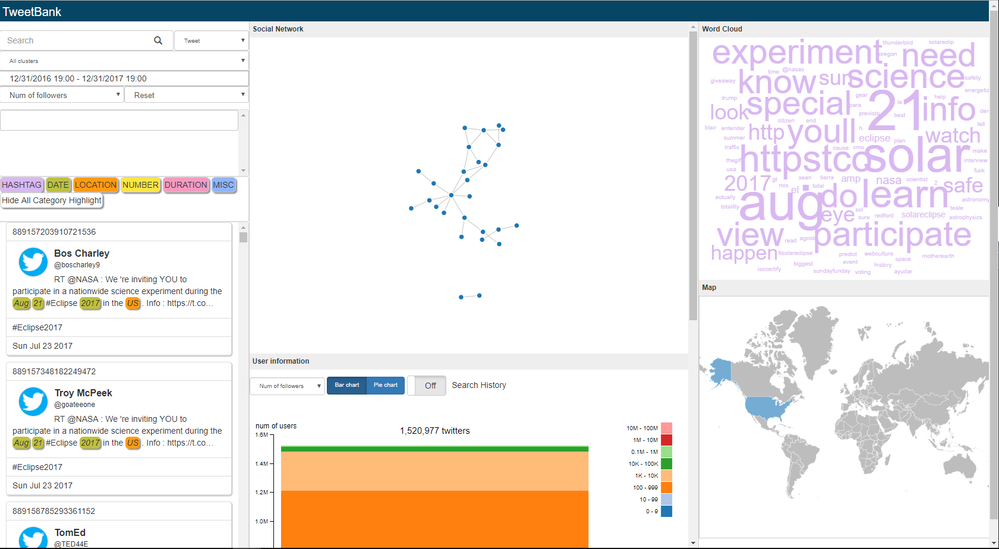 TweetBank
Search
Tweet
All clusters
12/31/2016 19:00 - 12/31/2017 19:00
Num of followers
Reset
HASHTAG DATE LOCATION NUMBER DURATION MISC
Hide All Category Highlight
889157203910721536
Bos Charley
@boscharley9
RT @NASA : We 're inviting YOU to
participate in a nationwide science experiment during the
Aug 21 #Eclipse2017 in the US . Info : https://t.co...
#Eclipse2017
Sun Jul 23 2017
889157348182249472
Troy McPeek
@goateeone
RT @NASA : We 're inviting YOU to
participate in a nationwide science experiment during the
Aug 21 #Eclipse 2017 in the US . Info : https://t.co...
#Eclipse2017
Sun Jul 23 2017
889158785293361152
TomEd
@TED44E
Social Network
User information
Num of followers
Bar chart
Pie chart
Off
Search History
num of users
1,520,977 twitters
1.6M
1.4M
1.2M
1.0M
10M - 100M
1M - 10M
0.1M - 1M
10K - 100K
1K - 10K
100 - 999
10 - 99
0 - 9
Word Cloud
thunderbird solareclip
experiment oregon need
time @nasas
giveaway know sun science safety
energetiz
trump gear help
look special para 21 la info
previsto best der
citizen end
blair entender http youll h. tell
summer eclipse plan watch
traffic cause cmo make
thegift httpstco solar interview
usa fuck
2017 gt sean tierra amp nasa scientist 2
nos el total safe
actually aug do learn astronomy
totality sol teale
eye sure redford solareclipse astrophysics
view read agost participate
happen ltsolareclipse predict webculture motherearth
biggest event history space
isocertify sundayfunday voting ayudar
Map